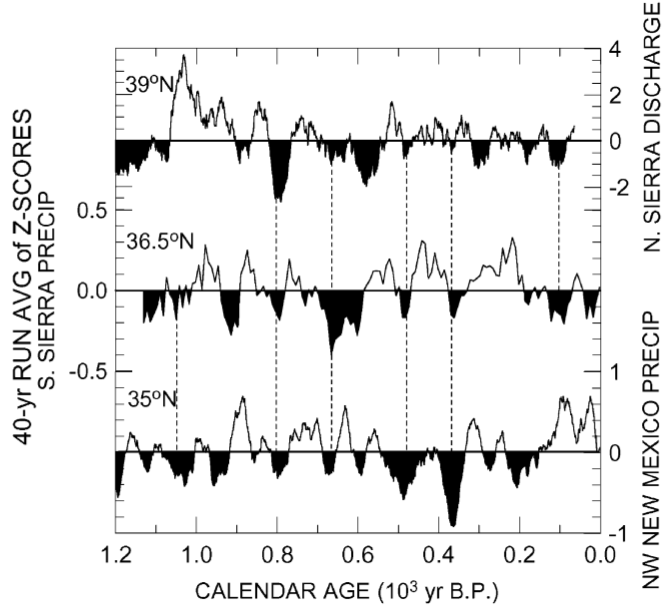 40-yr RUN AVG of Z-SCORES
S. SIERRA PRECIP
N. SIERRA DISCHARGE
NW NEW MEXICO PRECIP
39ºN
4
2
0
-2
36.5ºN
0.5
0.0
-0.5
35ºN
1
0
-1
1.2 1.0 0.8 0.6 0.4 0.2 0.0
CALENDAR AGE (10³ yr B.P.)